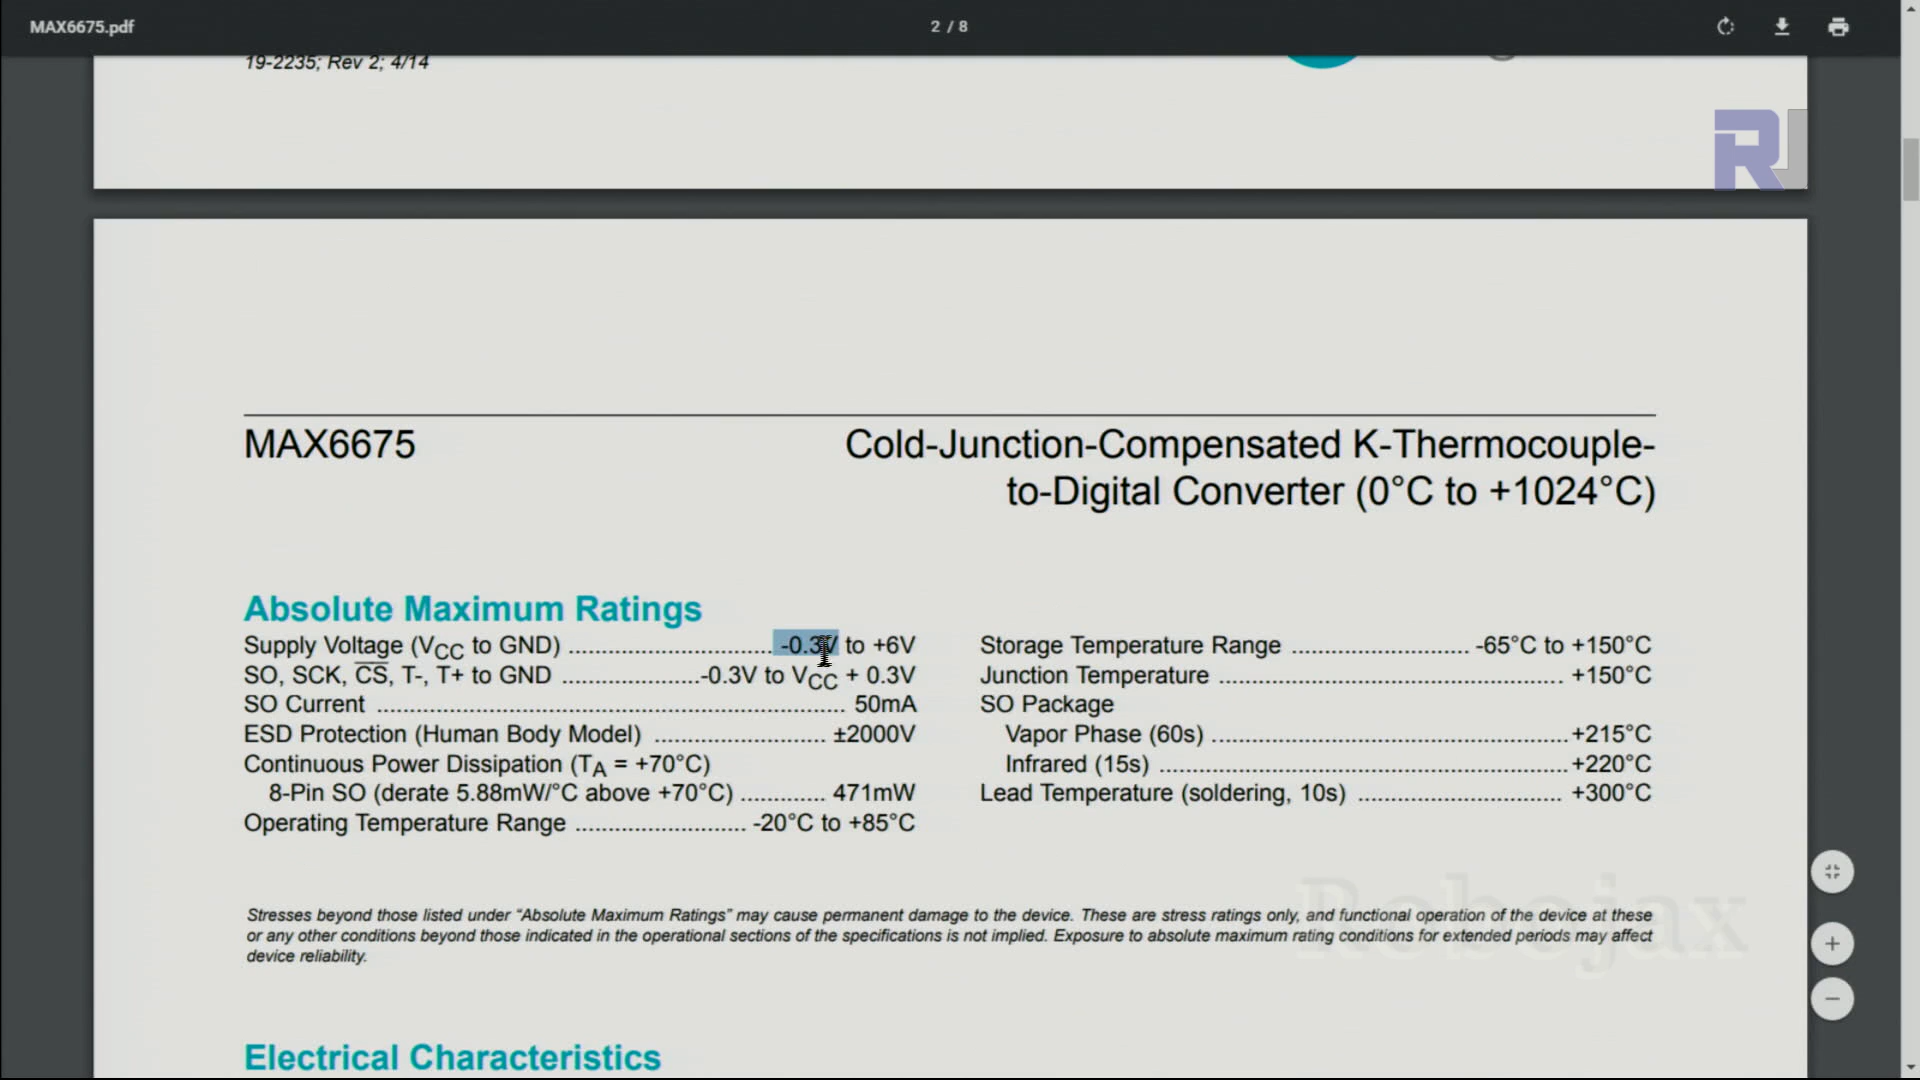 MAX6675.pdf
2 / 8
19-2235; Rev 2; 4/14
R
MAX6675
Cold-Junction-Compensated K-Thermocouple-
to-Digital Converter (0°C to +1024°C)
Absolute Maximum Ratings
Supply Voltage (VCC to GND) ............................... -0.3V to +6V
SO, SCK, C̅S̅, T-, T+ to GND .....................-0.3V to VCC + 0.3V
SO Current ....................................................................... 50mA
ESD Protection (Human Body Model) .......................... ±2000V
Continuous Power Dissipation (TA = +70°C)
8-Pin SO (derate 5.88mW/°C above +70°C) ............. 471mW
Operating Temperature Range .......................... -20°C to +85°C
Storage Temperature Range ........................... -65°C to +150°C
Junction Temperature .................................................... +150°C
SO Package
Vapor Phase (60s) ......................................................+215°C
Infrared (15s) ..............................................................+220°C
Lead Temperature (soldering, 10s) ............................... +300°C
Stresses beyond those listed under “Absolute Maximum Ratings” may cause permanent damage to the device. These are stress ratings only, and functional operation of the device at these
or any other conditions beyond those indicated in the operational sections of the specifications is not implied. Exposure to absolute maximum rating conditions for extended periods may affect
device reliability.
Robojax
Electrical Characteristics